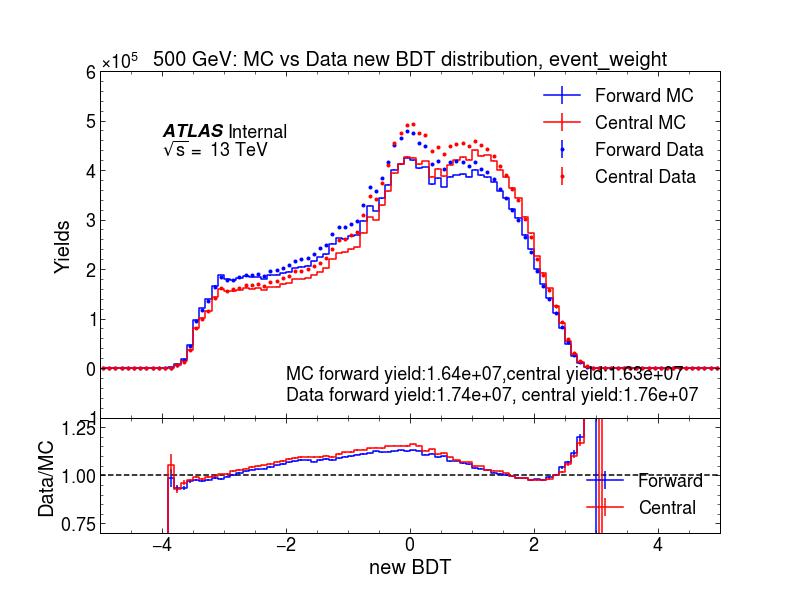 ×10⁵ 500 GeV: MC vs Data new BDT distribution, event_weight
6
5
4
3
2
1
0
−1
Yields
ATLAS Internal
√s = 13 TeV
Forward MC
Central MC
Forward Data
Central Data
MC forward yield:1.64e+07,central yield:1.63e+07
Data forward yield:1.74e+07, central yield:1.76e+07
1.25
1.00
0.75
Data/MC
Forward
Central
−4 −2 0 2 4
new BDT